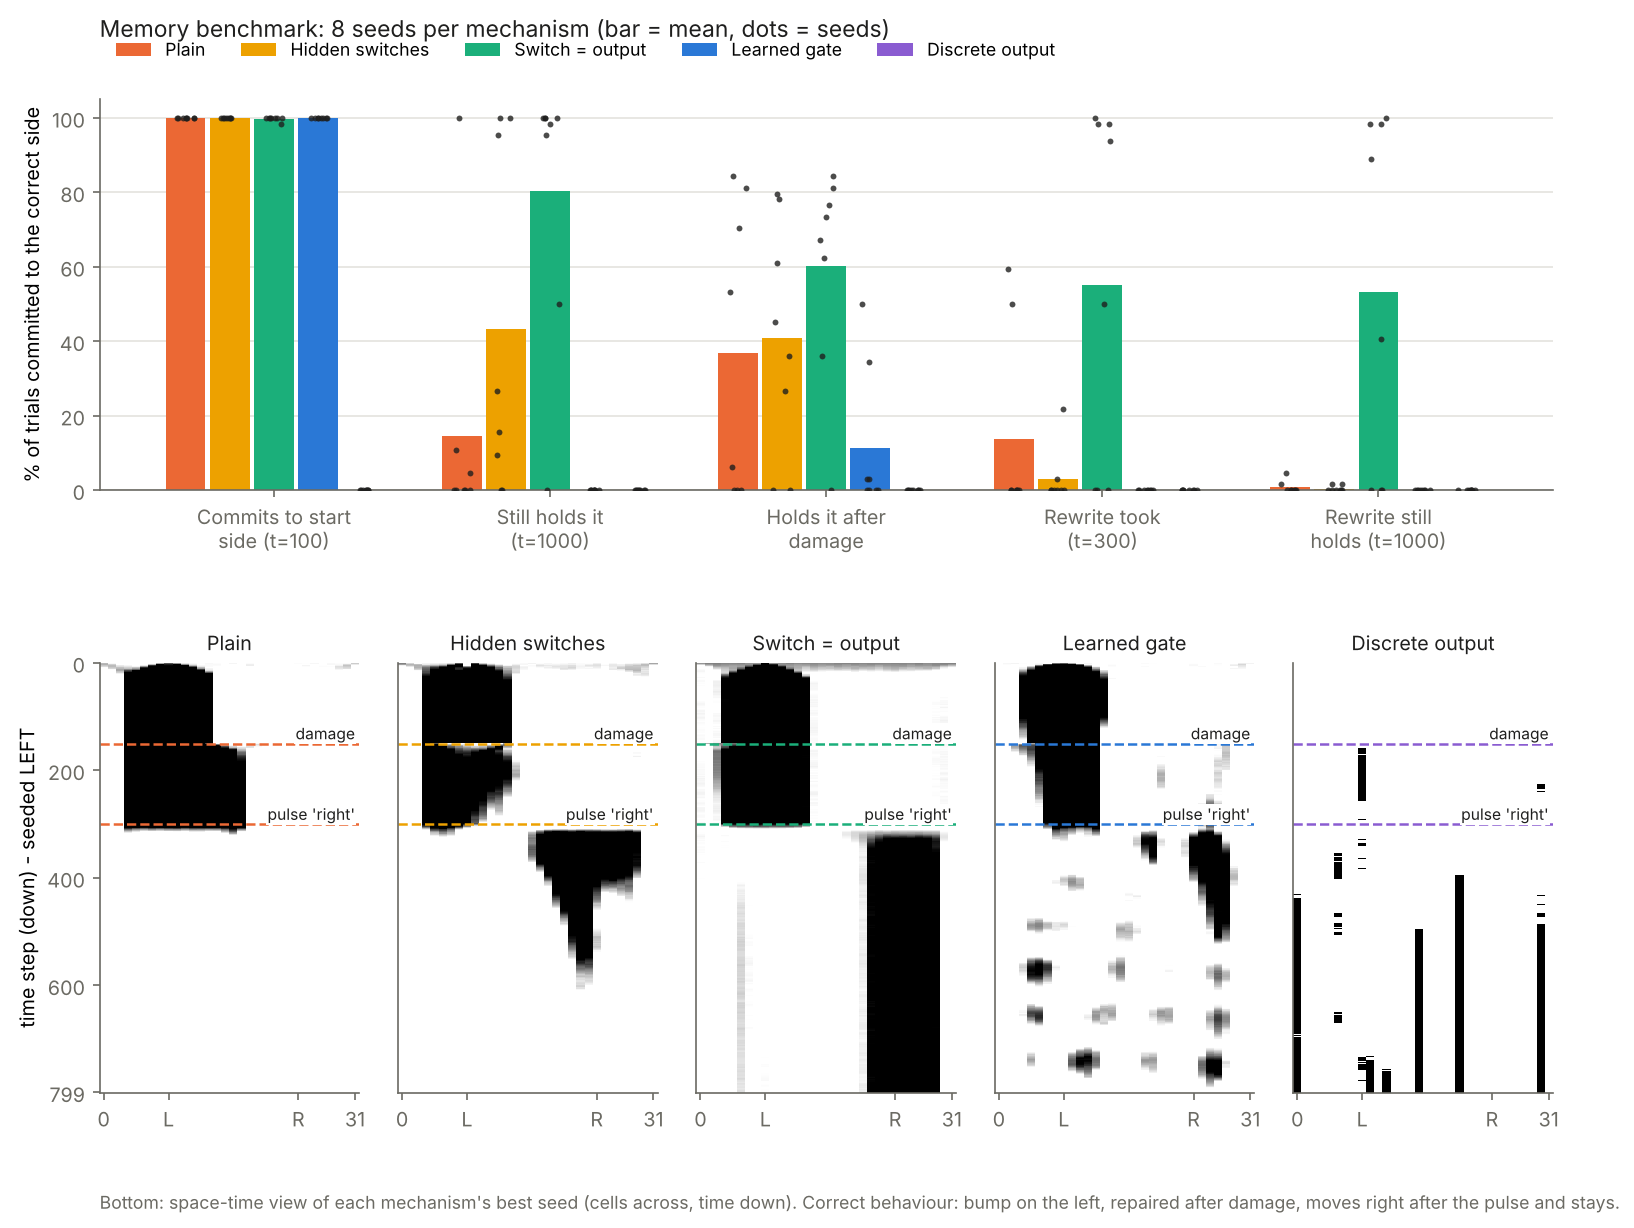 Memory benchmark: 8 seeds per mechanism (bar = mean, dots = seeds)
Plain Hidden switches Switch = output Learned gate Discrete output
% of trials committed to the correct side
100
80
60
40
20
0
Commits to start side (t=100)
Still holds it (t=1000)
Holds it after damage
Rewrite took (t=300)
Rewrite still holds (t=1000)
Plain Hidden switches Switch = output Learned gate Discrete output
time step (down) - seeded LEFT
0
200
400
600
799
damage damage damage damage damage
pulse 'right' pulse 'right' pulse 'right' pulse 'right' pulse 'right'
0 L R 31 0 L R 31 0 L R 31 0 L R 31 0 L R 31
Bottom: space-time view of each mechanism's best seed (cells across, time down). Correct behaviour: bump on the left, repaired after damage, moves right after the pulse and stays.